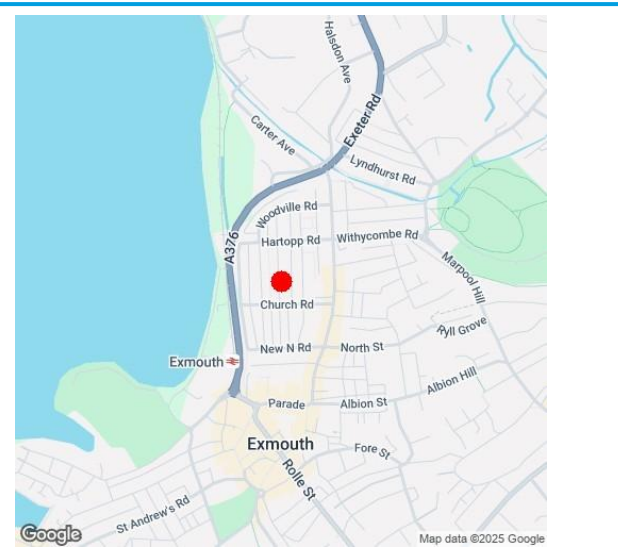 Halsdon Ave
Exeter Rd
Carter Ave
Lyndhurst Rd
Woodville Rd
A376
Hartopp Rd
Withycombe Rd
Marpool Hill
Church Rd
Ryll Grove
New N Rd
North St
Exmouth
Albion Hill
Parade
Albion St
Exmouth
Fore St
Rolle St
St Andrew's Rd
Google
Map data ©2025 Google